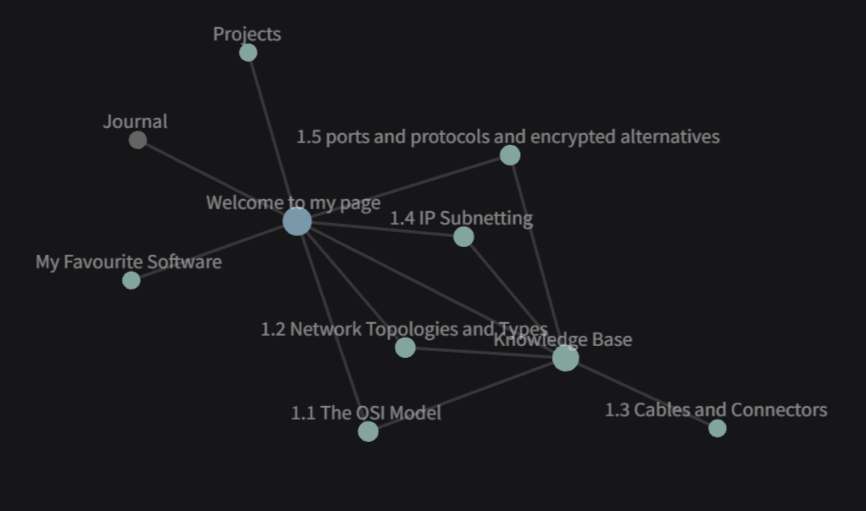 Projects
Journal
1.5 ports and protocols and encrypted alternatives
Welcome to my page
1.4 IP Subnetting
My Favourite Software
1.2 Network Topologies and Types
Knowledge Base
1.1 The OSI Model
1.3 Cables and Connectors